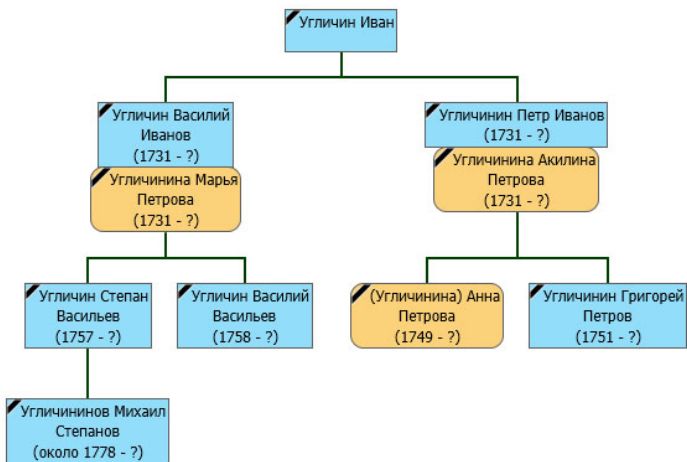 Угличин Иван
Угличин Василий
Иванов
(1731 - ?)
Угличинина Марья
Петрова
(1731 - ?)
Угличинин Петр Иванов
(1731 - ?)
Угличинина Акилина
Петрова
(1731 - ?)
Угличин Степан
Васильев
(1757 - ?)
Угличин Василий
Васильев
(1758 - ?)
(Угличинина) Анна
Петрова
(1749 - ?)
Угличинин Григорей
Петров
(1751 - ?)
Угличининов Михаил
Степанов
(около 1778 - ?)